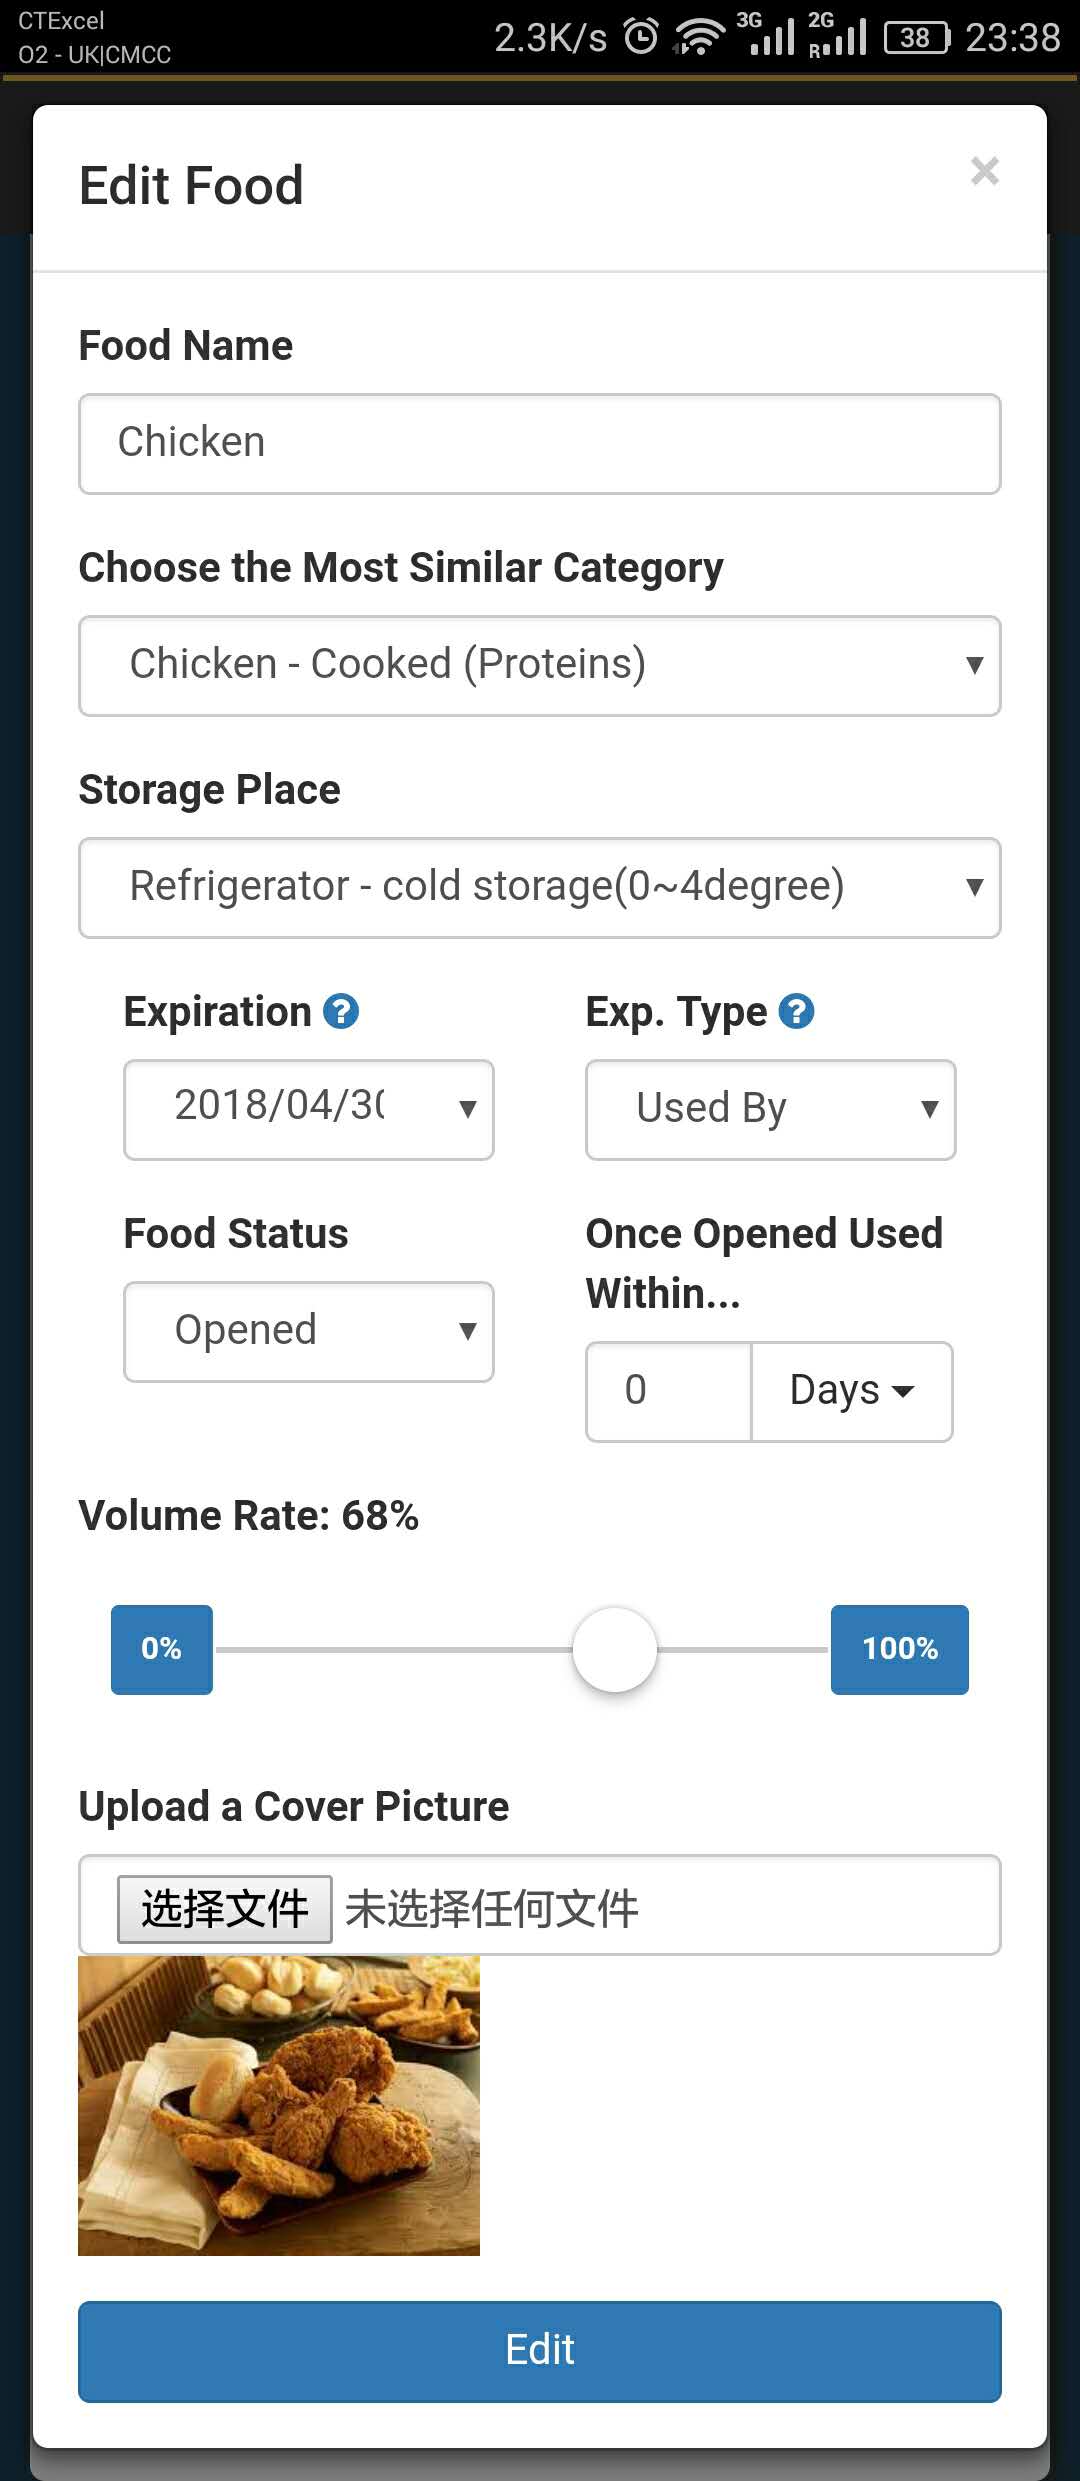 CTExcel
O2 - UK|CMCC
2.3K/s 3G 2G R 38 23:38
Edit Food ×
Food Name
Chicken
Choose the Most Similar Category
Chicken - Cooked (Proteins)
Storage Place
Refrigerator - cold storage(0~4degree)
Expiration ? Exp. Type ?
2018/04/30 Used By
Food Status
Opened
Once Opened Used
Within...
0 Days
Volume Rate: 68%
0% 100%
Upload a Cover Picture
选择文件 未选择任何文件
Edit